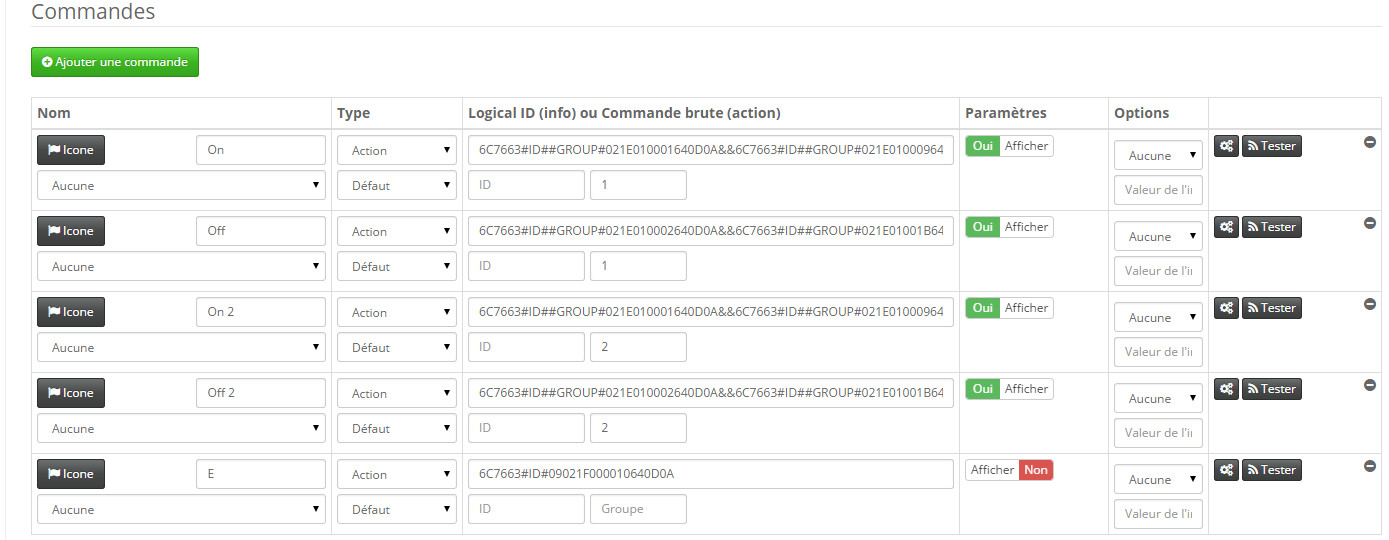 Commandes
Ajouter une commande
Nom Type Logical ID (info) ou Commande brute (action) Paramètres Options
Icone On Action 6C7663#ID##GROUP#021E010001640D0A&&6C7663#ID##GROUP#021E01000964 Oui Afficher Aucune Tester
Aucune Défaut ID 1 Valeur de l'in
Icone Off Action 6C7663#ID##GROUP#021E010002640D0A&&6C7663#ID##GROUP#021E01001B64 Oui Afficher Aucune Tester
Aucune Défaut ID 1 Valeur de l'in
Icone On 2 Action 6C7663#ID##GROUP#021E010001640D0A&&6C7663#ID##GROUP#021E01000964 Oui Afficher Aucune Tester
Aucune Défaut ID 2 Valeur de l'in
Icone Off 2 Action 6C7663#ID##GROUP#021E010002640D0A&&6C7663#ID##GROUP#021E01001B64 Oui Afficher Aucune Tester
Aucune Défaut ID 2 Valeur de l'in
Icone E Action 6C7663#ID#09021F000010640D0A Afficher Non Aucune Tester
Aucune Défaut ID Groupe Valeur de l'in